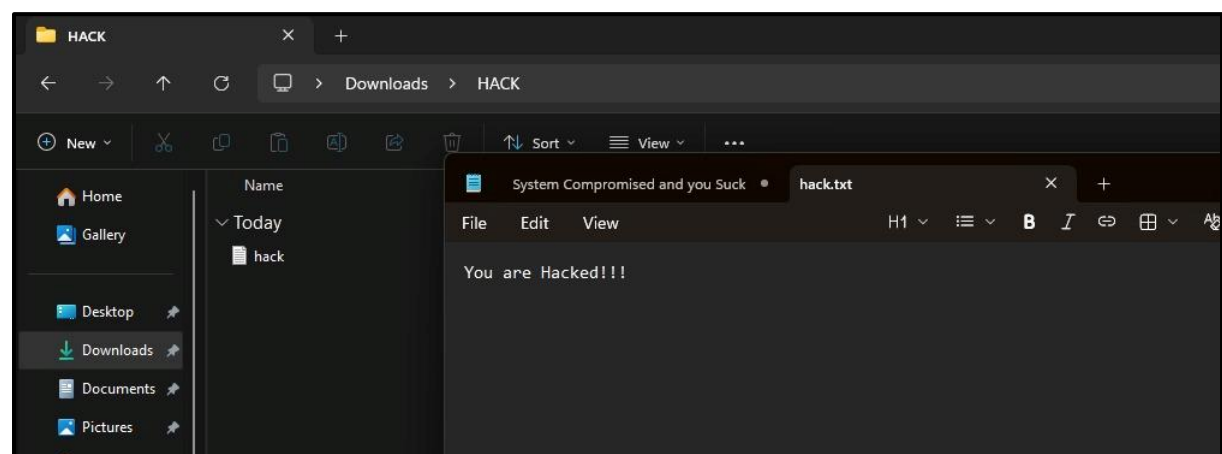 HACK
Downloads > HACK
New
Sort
View
Name
Home
Gallery
Today
hack
Desktop
Downloads
Documents
Pictures
System Compromised and you Suck
hack.txt
File Edit View
H1
B I
You are Hacked!!!